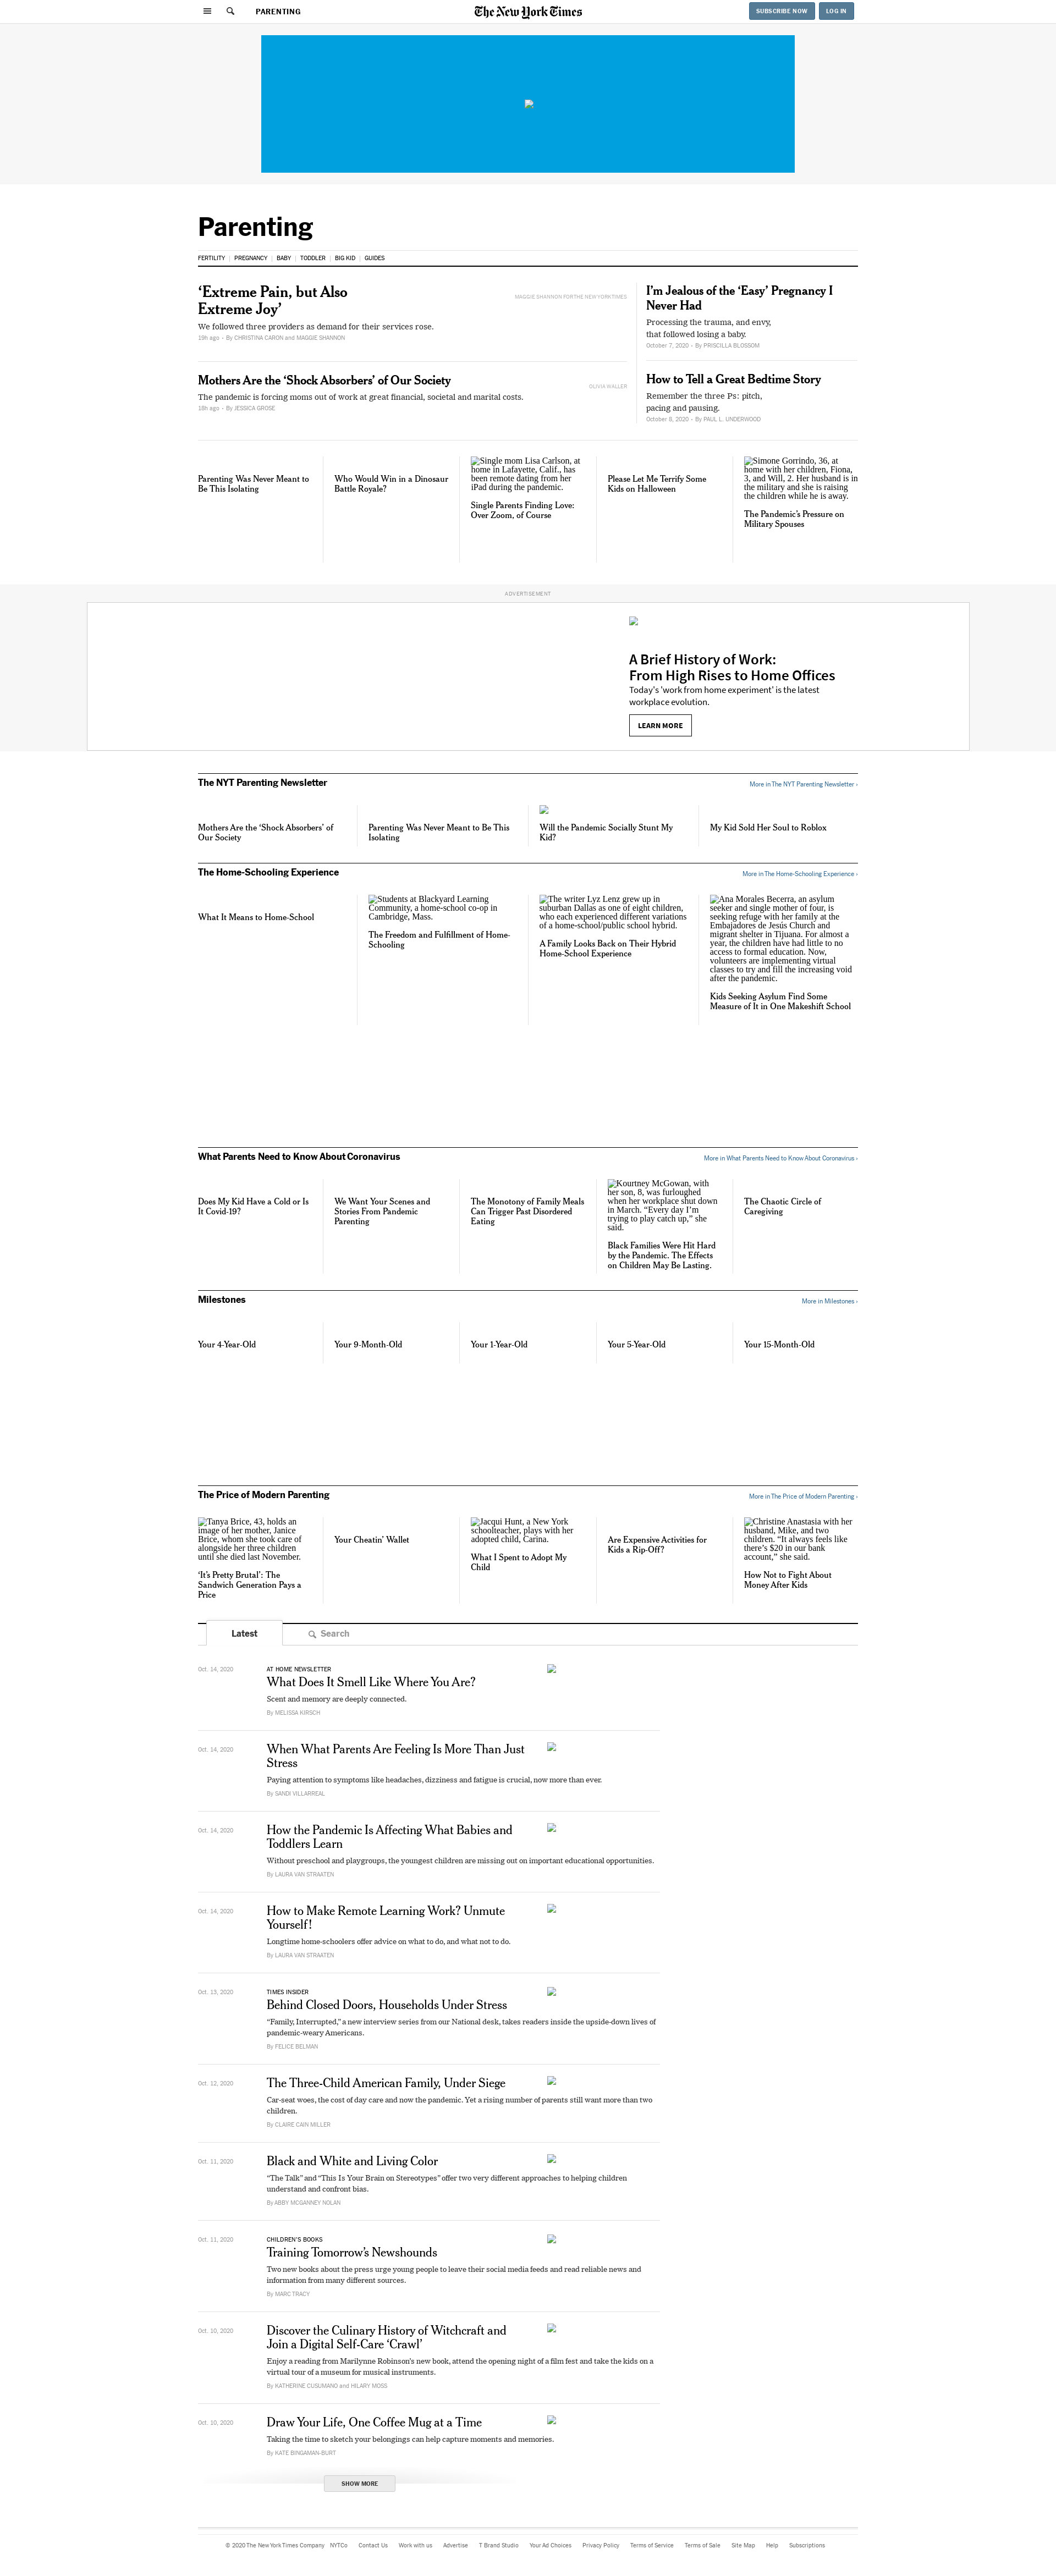 PARENTING
The New York Times
SUBSCRIBE NOW
LOG IN
Parenting
FERTILITY
PREGNANCY
BABY
TODDLER
BIG KID
GUIDES
‘Extreme Pain, but Also
Extreme Joy’
We followed three providers as demand for their services rose.
19h ago • By CHRISTINA CARON and MAGGIE SHANNON
MAGGIE SHANNON FOR THE NEW YORK TIMES
Mothers Are the ‘Shock Absorbers’ of Our Society
The pandemic is forcing moms out of work at great financial, societal and marital costs.
18h ago • By JESSICA GROSE
OLIVIA WALLER
I’m Jealous of the ‘Easy’ Pregnancy I
Never Had
Processing the trauma, and envy,
that followed losing a baby.
October 7, 2020 • By PRISCILLA BLOSSOM
How to Tell a Great Bedtime Story
Remember the three Ps: pitch,
pacing and pausing.
October 8, 2020 • By PAUL L. UNDERWOOD
Parenting Was Never Meant to
Be This Isolating
Who Would Win in a Dinosaur
Battle Royale?
Single mom Lisa Carlson, at
home in Lafayette, Calif., has
been remote dating from her
iPad during the pandemic.
Single Parents Finding Love:
Over Zoom, of Course
Please Let Me Terrify Some
Kids on Halloween
Simone Gorrindo, 36, at
home with her children, Fiona,
3, and Will, 2. Her husband is in
the military and she is raising
the children while he is away.
The Pandemic’s Pressure on
Military Spouses
ADVERTISEMENT
A Brief History of Work:
From High Rises to Home Offices
Today's 'work from home experiment' is the latest
workplace evolution.
LEARN MORE
The NYT Parenting Newsletter
More in The NYT Parenting Newsletter ›
Mothers Are the ‘Shock Absorbers’ of
Our Society
Parenting Was Never Meant to Be This
Isolating
Will the Pandemic Socially Stunt My
Kid?
My Kid Sold Her Soul to Roblox
The Home-Schooling Experience
More in The Home-Schooling Experience ›
What It Means to Home-School
Students at Blackyard Learning
Community, a home-school co-op in
Cambridge, Mass.
The Freedom and Fulfillment of Home-
Schooling
The writer Lyz Lenz grew up in
suburban Dallas as one of eight children,
who each experienced different variations
of a home-school/public school hybrid.
A Family Looks Back on Their Hybrid
Home-School Experience
Ana Morales Becerra, an asylum
seeker and single mother of four, is
seeking refuge with her family at the
Embajadores de Jesús Church and
migrant shelter in Tijuana. For almost a
year, the children have had little to no
access to formal education. Now,
volunteers are implementing virtual
classes to try and fill the increasing void
after the pandemic.
Kids Seeking Asylum Find Some
Measure of It in One Makeshift School
What Parents Need to Know About Coronavirus
More in What Parents Need to Know About Coronavirus ›
Does My Kid Have a Cold or Is
It Covid-19?
We Want Your Scenes and
Stories From Pandemic
Parenting
The Monotony of Family Meals
Can Trigger Past Disordered
Eating
Kourtney McGowan, with
her son, 8, was furloughed
when her workplace shut down
in March. “Every day I’m
trying to play catch up,” she
said.
Black Families Were Hit Hard
by the Pandemic. The Effects
on Children May Be Lasting.
The Chaotic Circle of
Caregiving
Milestones
More in Milestones ›
Your 4-Year-Old
Your 9-Month-Old
Your 1-Year-Old
Your 5-Year-Old
Your 15-Month-Old
The Price of Modern Parenting
More in The Price of Modern Parenting ›
Tanya Brice, 43, holds an
image of her mother, Janice
Brice, whom she took care of
alongside her three children
until she died last November.
‘It’s Pretty Brutal’: The
Sandwich Generation Pays a
Price
Your Cheatin’ Wallet
Jacqui Hunt, a New York
schoolteacher, plays with her
adopted child, Carina.
What I Spent to Adopt My
Child
Are Expensive Activities for
Kids a Rip-Off?
Christine Anastasia with her
husband, Mike, and two
children. “It always feels like
there’s $20 in our bank
account,” she said.
How Not to Fight About
Money After Kids
Latest
Search
Oct. 14, 2020
AT HOME NEWSLETTER
What Does It Smell Like Where You Are?
Scent and memory are deeply connected.
By MELISSA KIRSCH
Oct. 14, 2020
When What Parents Are Feeling Is More Than Just
Stress
Paying attention to symptoms like headaches, dizziness and fatigue is crucial, now more than ever.
By SANDI VILLARREAL
Oct. 14, 2020
How the Pandemic Is Affecting What Babies and
Toddlers Learn
Without preschool and playgroups, the youngest children are missing out on important educational opportunities.
By LAURA VAN STRAATEN
Oct. 14, 2020
How to Make Remote Learning Work? Unmute
Yourself!
Longtime home-schoolers offer advice on what to do, and what not to do.
By LAURA VAN STRAATEN
Oct. 13, 2020
TIMES INSIDER
Behind Closed Doors, Households Under Stress
“Family, Interrupted,” a new interview series from our National desk, takes readers inside the upside-down lives of
pandemic-weary Americans.
By FELICE BELMAN
Oct. 12, 2020
The Three-Child American Family, Under Siege
Car-seat woes, the cost of day care and now the pandemic. Yet a rising number of parents still want more than two
children.
By CLAIRE CAIN MILLER
Oct. 11, 2020
Black and White and Living Color
“The Talk” and “This Is Your Brain on Stereotypes” offer two very different approaches to helping children
understand and confront bias.
By ABBY MCGANNEY NOLAN
Oct. 11, 2020
CHILDREN’S BOOKS
Training Tomorrow’s Newshounds
Two new books about the press urge young people to leave their social media feeds and read reliable news and
information from many different sources.
By MARC TRACY
Oct. 10, 2020
Discover the Culinary History of Witchcraft and
Join a Digital Self-Care ‘Crawl’
Enjoy a reading from Marilynne Robinson’s new book, attend the opening night of a film fest and take the kids on a
virtual tour of a museum for musical instruments.
By KATHERINE CUSUMANO and HILARY MOSS
Oct. 10, 2020
Draw Your Life, One Coffee Mug at a Time
Taking the time to sketch your belongings can help capture moments and memories.
By KATE BINGAMAN-BURT
SHOW MORE
© 2020 The New York Times Company
NYTCo
Contact Us
Work with us
Advertise
T Brand Studio
Your Ad Choices
Privacy Policy
Terms of Service
Terms of Sale
Site Map
Help
Subscriptions